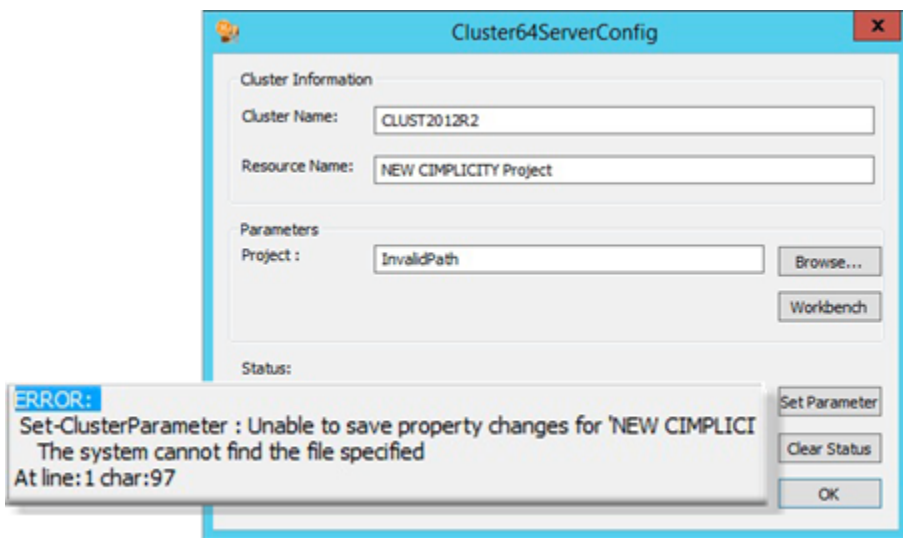 Cluster64ServerConfig
x
Cluster Information
Cluster Name:
CLUST2012R2
Resource Name:
NEW CIMPLICITY Project
Parameters
Project :
InvalidPath
Browse...
Workbench
Status:
ERROR:
Set-ClusterParameter : Unable to save property changes for 'NEW CIMPLICI
The system cannot find the file specified
At line:1 char:97
Set Parameter
Clear Status
OK